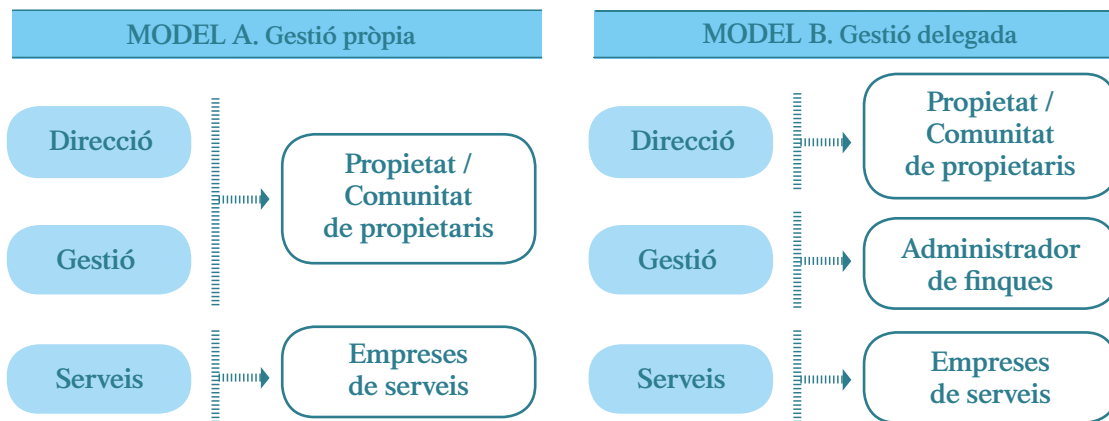 MODEL A. Gestió pròpia
Direcció
Gestió
Propietat /
Comunitat
de propietaris
Serveis
Empreses
de serveis
MODEL B. Gestió delegada
Direcció
Propietat /
Comunitat
de propietaris
Gestió
Administrador
de finques
Serveis
Empreses
de serveis